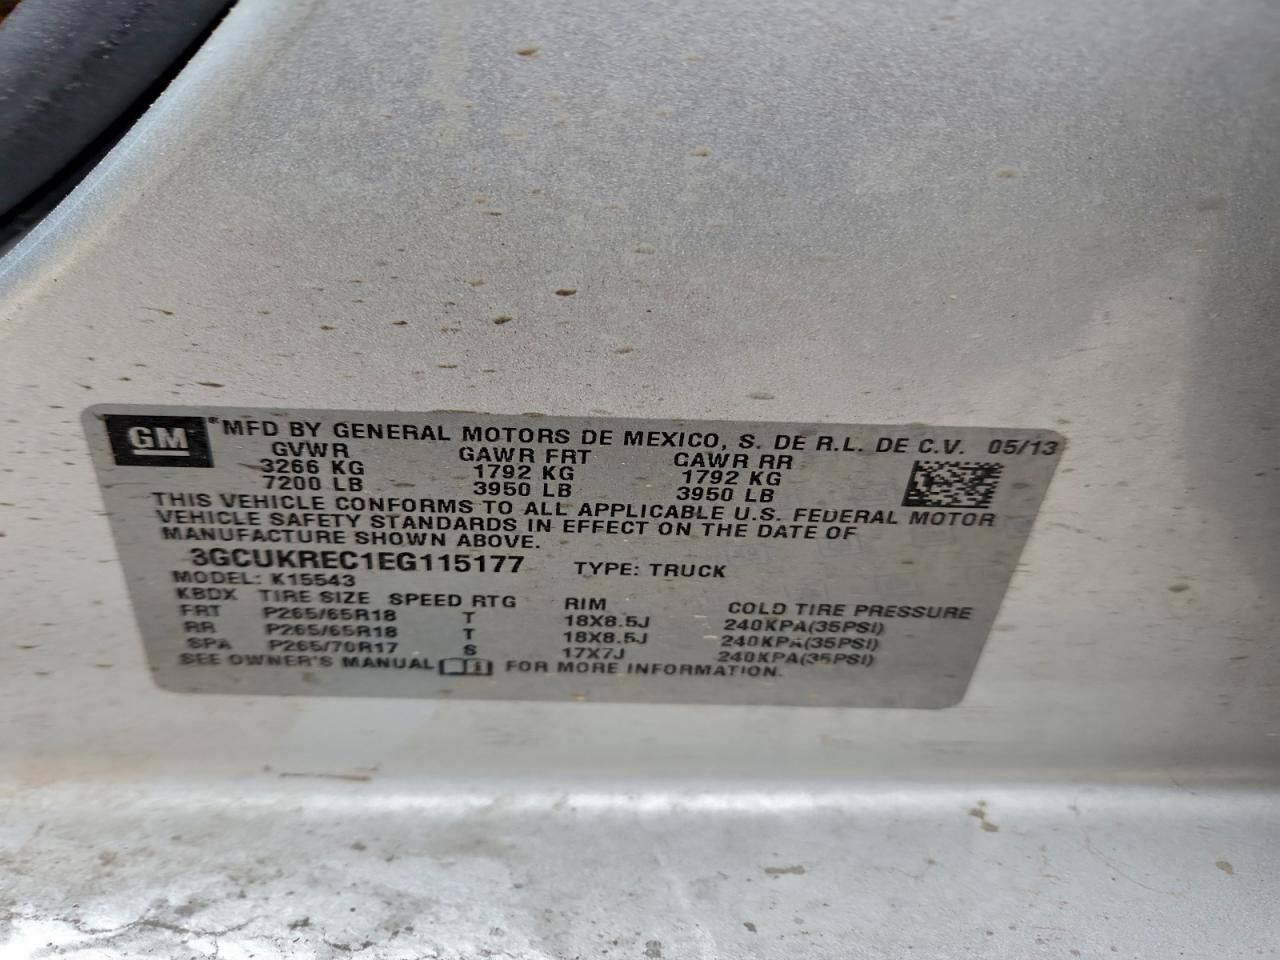 GM *MFD BY GENERAL MOTORS DE MEXICO, S. DE R.L. DE C.V. 05/13
GVWR GAWR FRT GAWR RR
3266 KG 1792 KG 1792 KG
7200 LB 3950 LB 3950 LB
THIS VEHICLE CONFORMS TO ALL APPLICABLE U.S. FEDERAL MOTOR
VEHICLE SAFETY STANDARDS IN EFFECT ON THE DATE OF
MANUFACTURE SHOWN ABOVE.
3GCUKREC1EG115177 TYPE: TRUCK
MODEL: K15543
KBDX TIRE SIZE SPEED RTG RIM COLD TIRE PRESSURE
FRT P265/65R18 T 18X8.5J 240KPA(35PSI)
RR P265/65R18 T 18X8.5J 240KPA(35PSI)
SPA P265/70R17 S 17X7J 240KPA(35PSI)
SEE OWNER'S MANUAL FOR MORE INFORMATION.